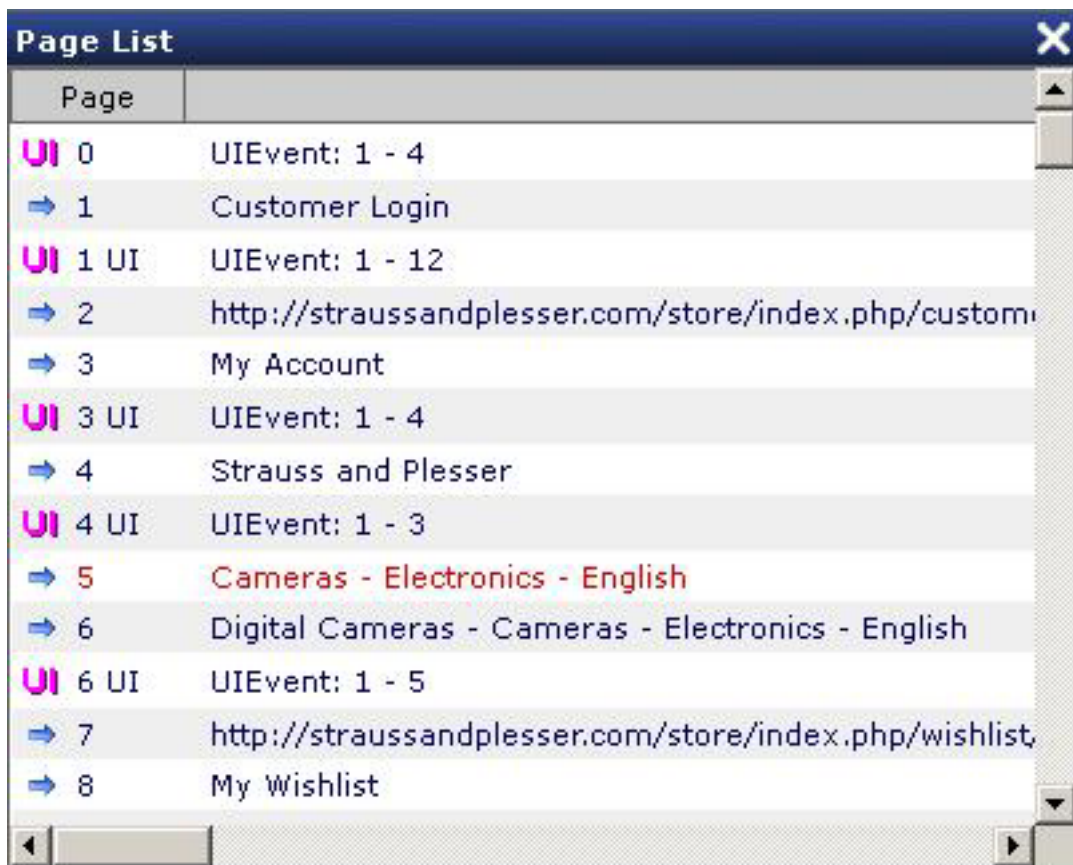 Page List
Page
UI 0 UIEvent: 1 - 4
1 Customer Login
UI 1 UI UIEvent: 1 - 12
2 http://straussandplesser.com/store/index.php/custom
3 My Account
UI 3 UI UIEvent: 1 - 4
4 Strauss and Plesser
UI 4 UI UIEvent: 1 - 3
5 Cameras - Electronics - English
6 Digital Cameras - Cameras - Electronics - English
UI 6 UI UIEvent: 1 - 5
7 http://straussandplesser.com/store/index.php/wishlist/
8 My Wishlist